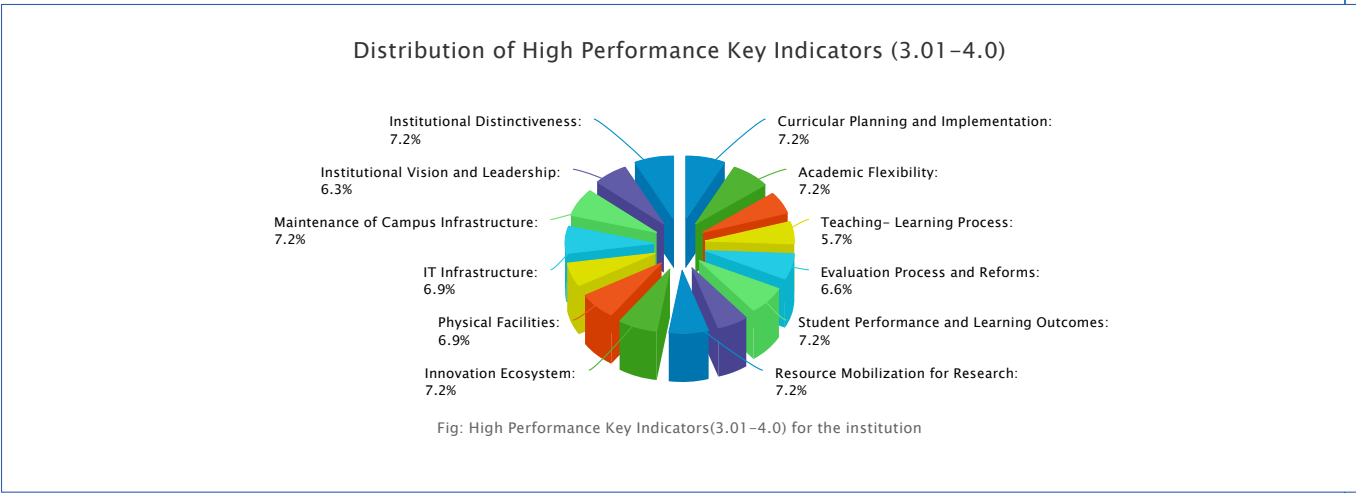 Distribution of High Performance Key Indicators (3.01-4.0)
Institutional Distinctiveness:
7.2%
Institutional Vision and Leadership:
6.3%
Maintenance of Campus Infrastructure:
7.2%
IT Infrastructure:
6.9%
Physical Facilities:
6.9%
Innovation Ecosystem:
7.2%
Curricular Planning and Implementation:
7.2%
Academic Flexibility:
7.2%
Teaching- Learning Process:
5.7%
Evaluation Process and Reforms:
6.6%
Student Performance and Learning Outcomes:
7.2%
Resource Mobilization for Research:
7.2%
Fig: High Performance Key Indicators(3.01-4.0) for the institution